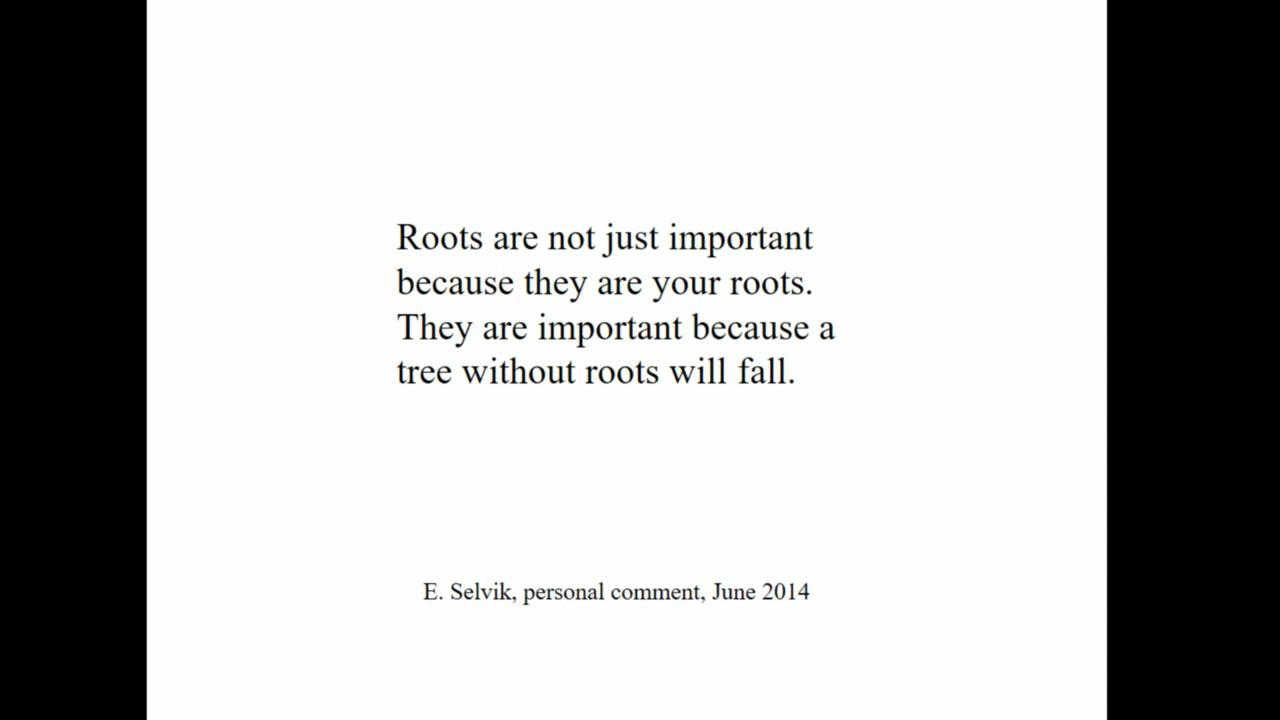 Roots are not just important
because they are your roots.
They are important because a
tree without roots will fall.
E. Selvik, personal comment, June 2014